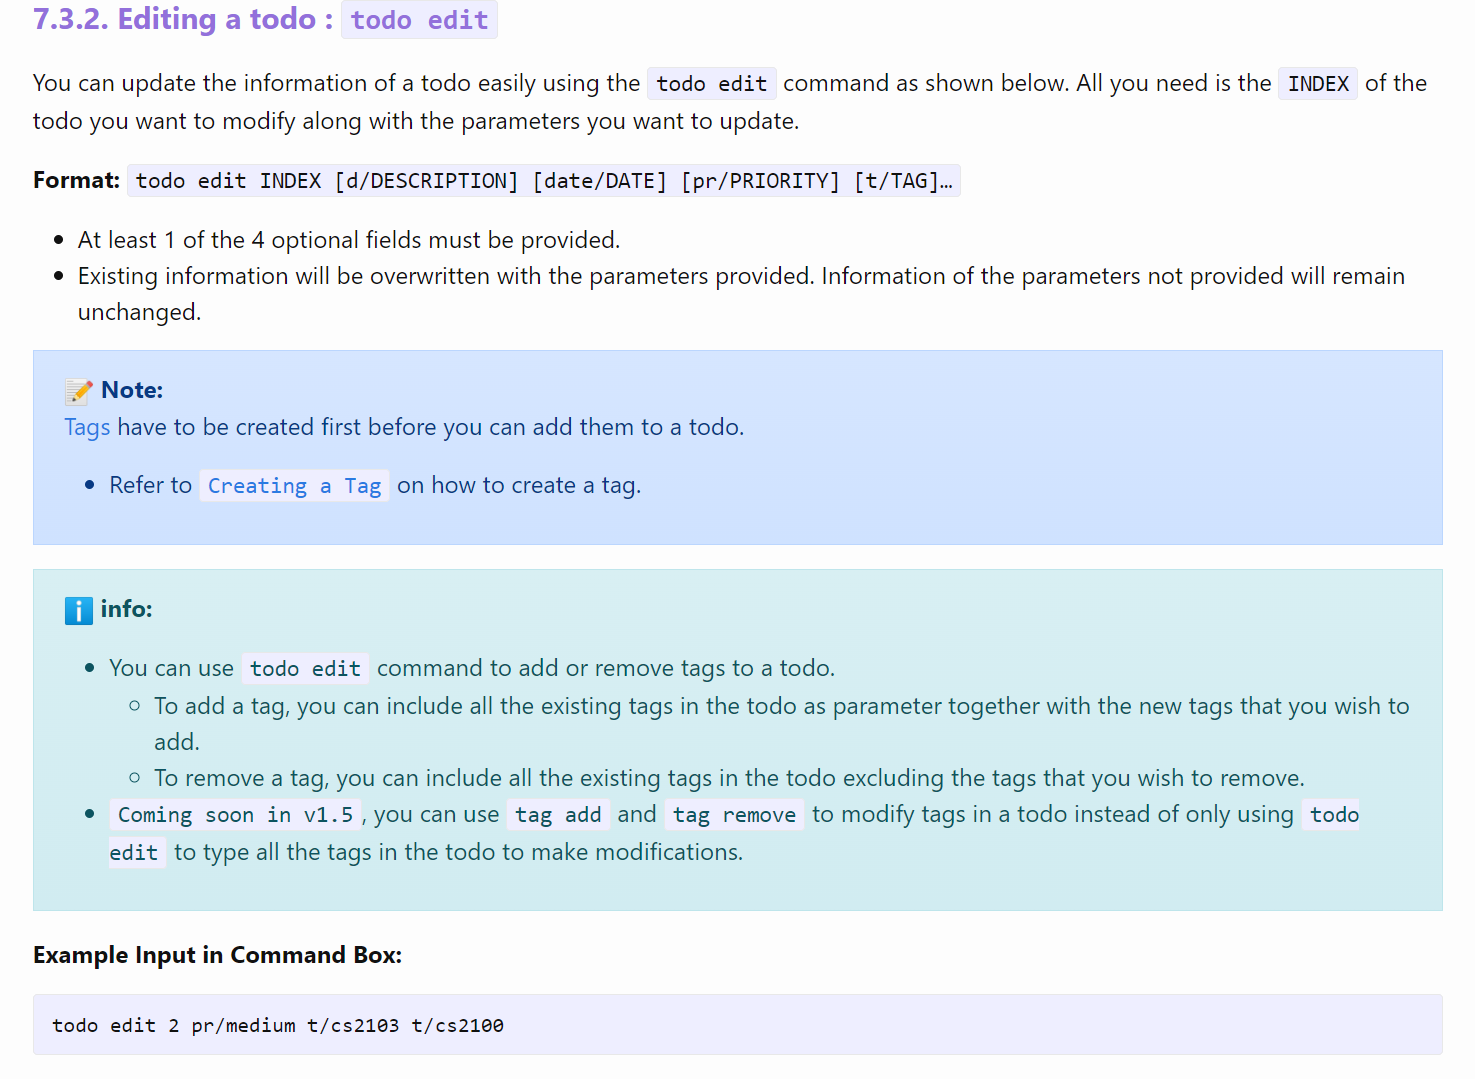 7.3.2. Editing a todo : todo edit
You can update the information of a todo easily using the todo edit command as shown below. All you need is the INDEX of the
todo you want to modify along with the parameters you want to update.
Format: todo edit INDEX [d/DESCRIPTION] [date/DATE] [pr/PRIORITY] [t/TAG]…
• At least 1 of the 4 optional fields must be provided.
• Existing information will be overwritten with the parameters provided. Information of the parameters not provided will remain
unchanged.
📝 Note:
Tags have to be created first before you can add them to a todo.
• Refer to Creating a Tag on how to create a tag.
ℹ️ info:
• You can use todo edit command to add or remove tags to a todo.
◦ To add a tag, you can include all the existing tags in the todo as parameter together with the new tags that you wish to
add.
◦ To remove a tag, you can include all the existing tags in the todo excluding the tags that you wish to remove.
• Coming soon in v1.5, you can use tag add and tag remove to modify tags in a todo instead of only using todo
edit to type all the tags in the todo to make modifications.
Example Input in Command Box:
todo edit 2 pr/medium t/cs2103 t/cs2100